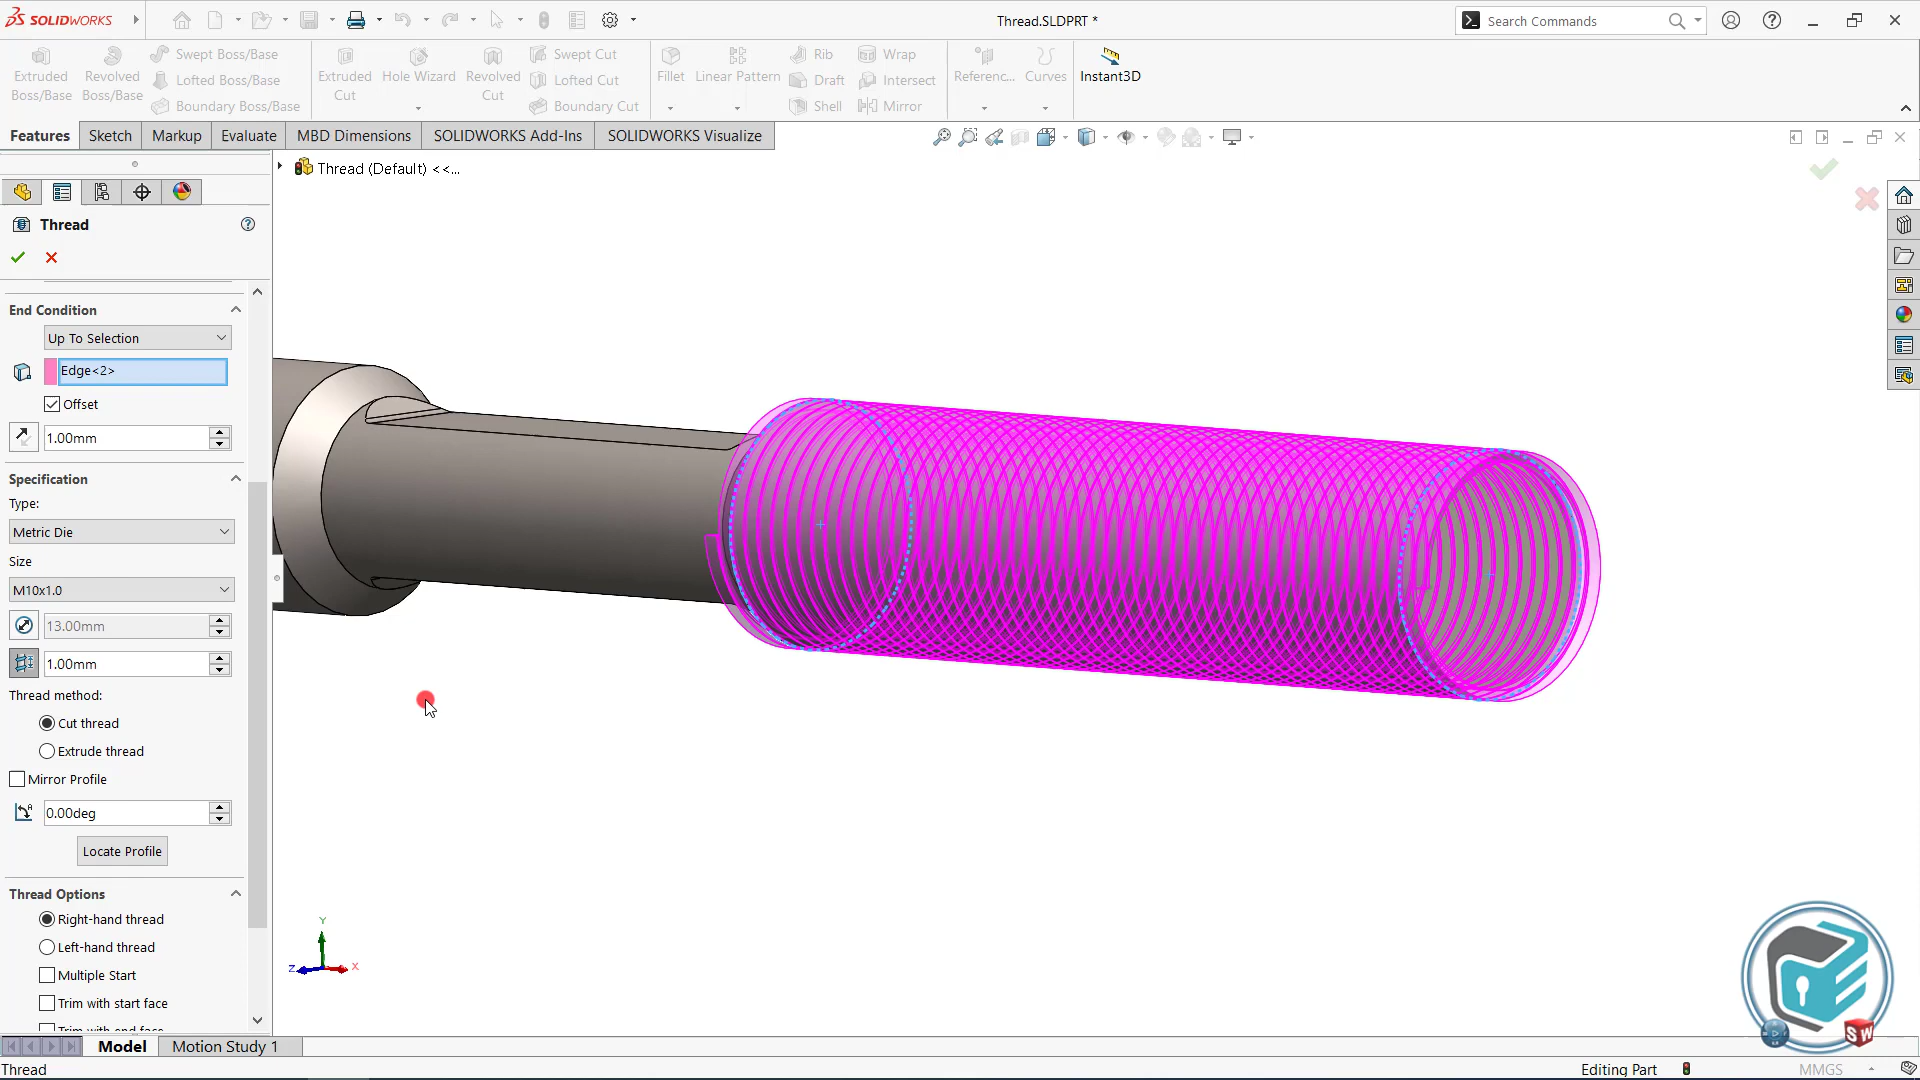 SOLIDWORKS
Thread.SLDPRT *
Search Commands
Extruded Boss/Base
Revolved Boss/Base
Swept Boss/Base
Lofted Boss/Base
Boundary Boss/Base
Extruded Cut
Hole Wizard
Revolved Cut
Swept Cut
Lofted Cut
Boundary Cut
Fillet
Linear Pattern
Rib
Draft
Shell
Wrap
Intersect
Mirror
Referenc...
Curves
Instant3D
Features
Sketch
Markup
Evaluate
MBD Dimensions
SOLIDWORKS Add-Ins
SOLIDWORKS Visualize
Thread (Default) <<...
Thread
End Condition
Up To Selection
Edge<2>
Offset
1.00mm
Specification
Type:
Metric Die
Size
M10x1.0
13.00mm
1.00mm
Thread method:
Cut thread
Extrude thread
Mirror Profile
0.00deg
Locate Profile
Thread Options
Right-hand thread
Left-hand thread
Multiple Start
Trim with start face
Trim with end face
Y
Z
X
SW
Model
Motion Study 1
Thread
Editing Part
MMGS